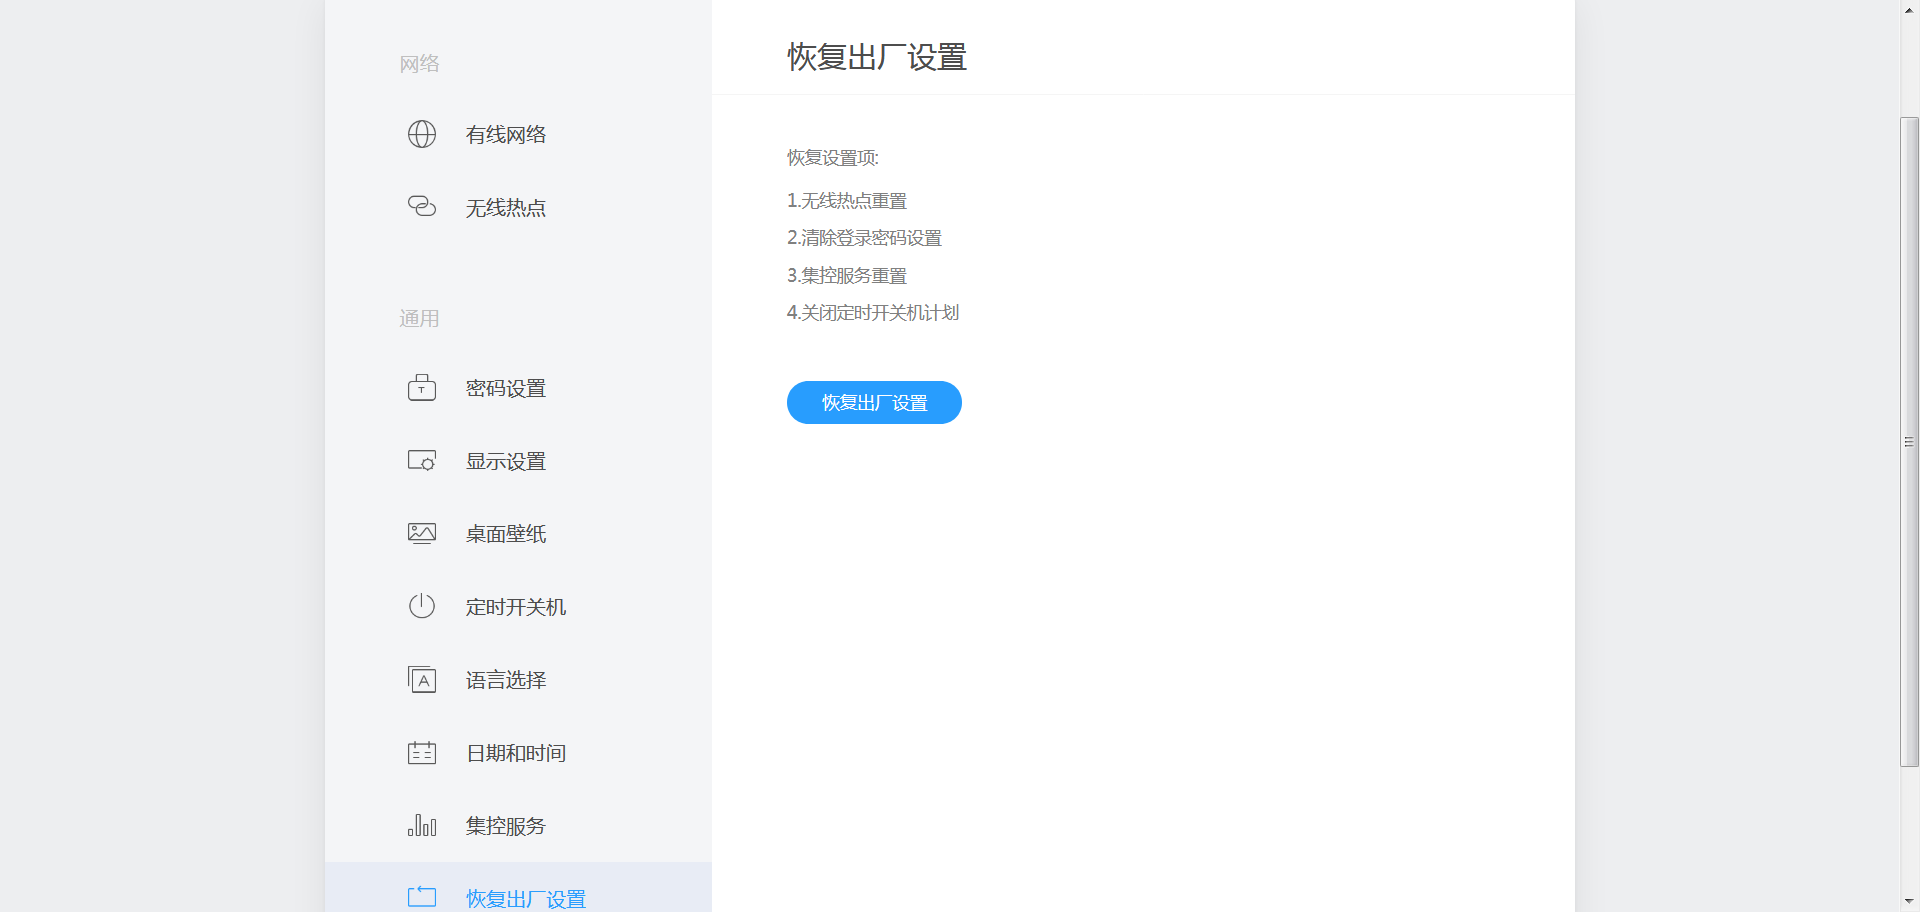 网络
有线网络
无线热点
通用
密码设置
显示设置
桌面壁纸
定时开关机
语言选择
日期和时间
集控服务
恢复出厂设置
恢复出厂设置
恢复设置项:
1.无线热点重置
2.清除登录密码设置
3.集控服务重置
4.关闭定时开关机计划
恢复出厂设置